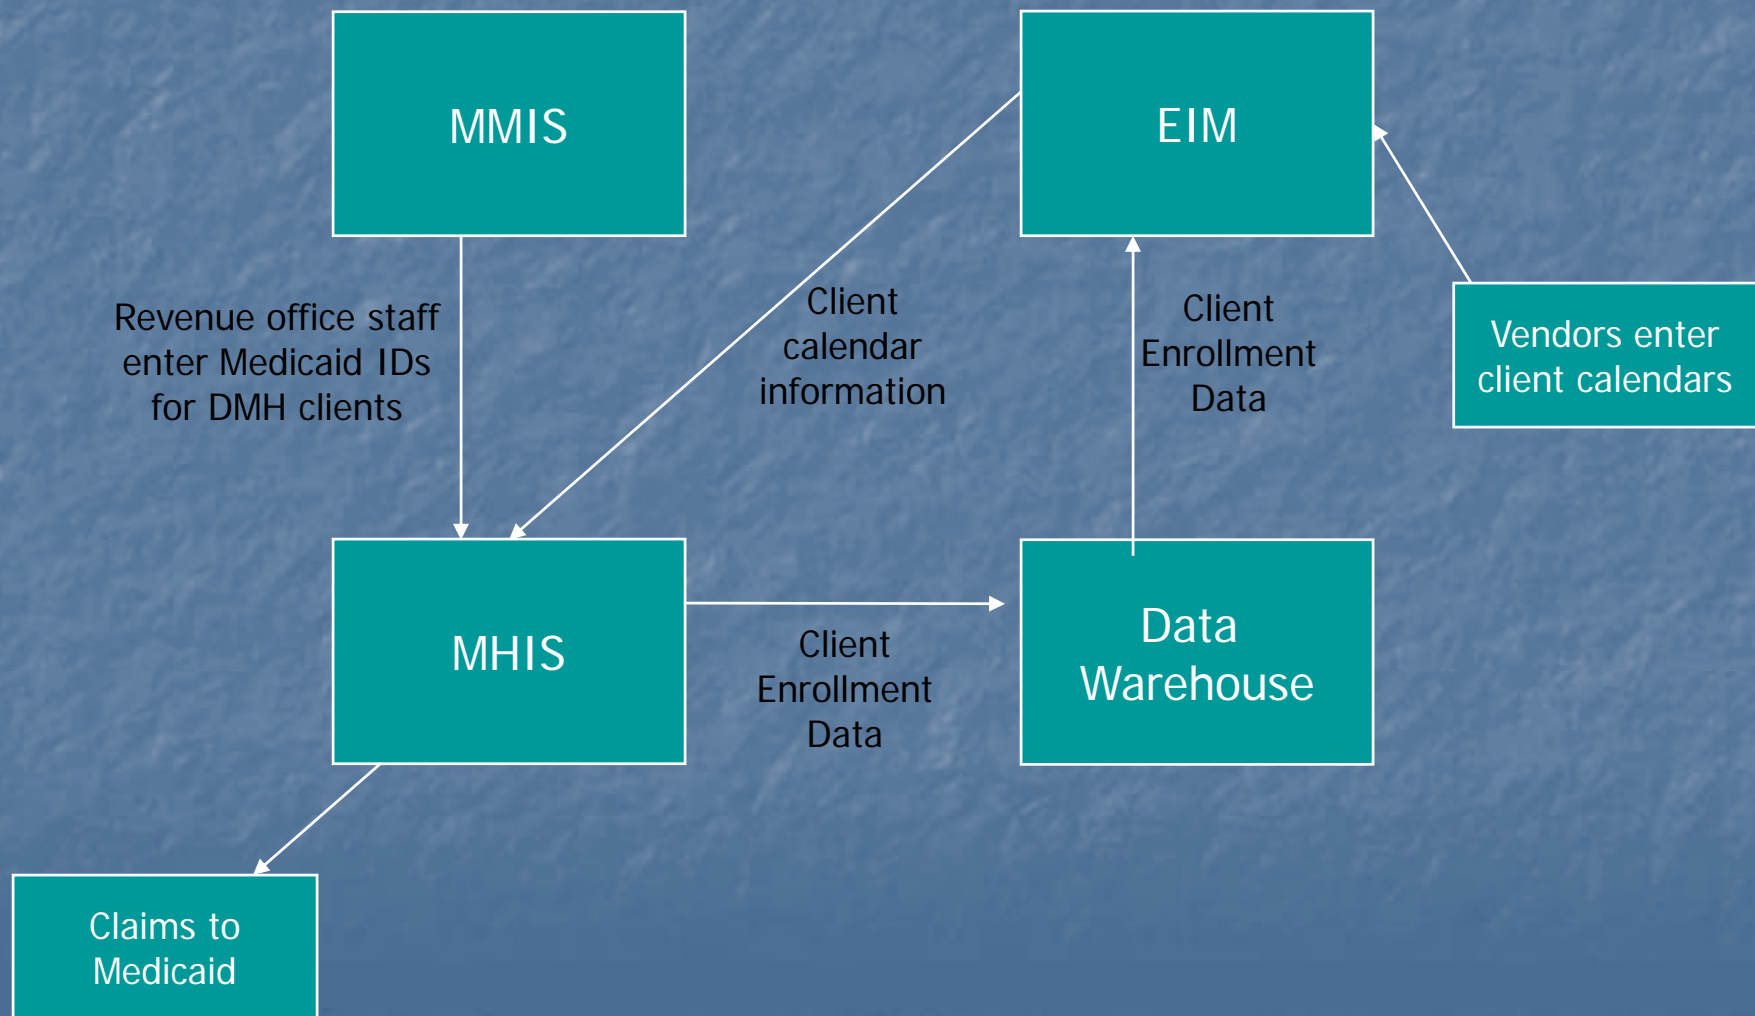 MMIS
EIM
Revenue office staff
enter Medicaid IDs
for DMH clients
Client
calendar
information
Client
Enrollment
Data
Vendors enter
client calendars
MHIS
Client
Enrollment
Data
Data
Warehouse
Claims to
Medicaid